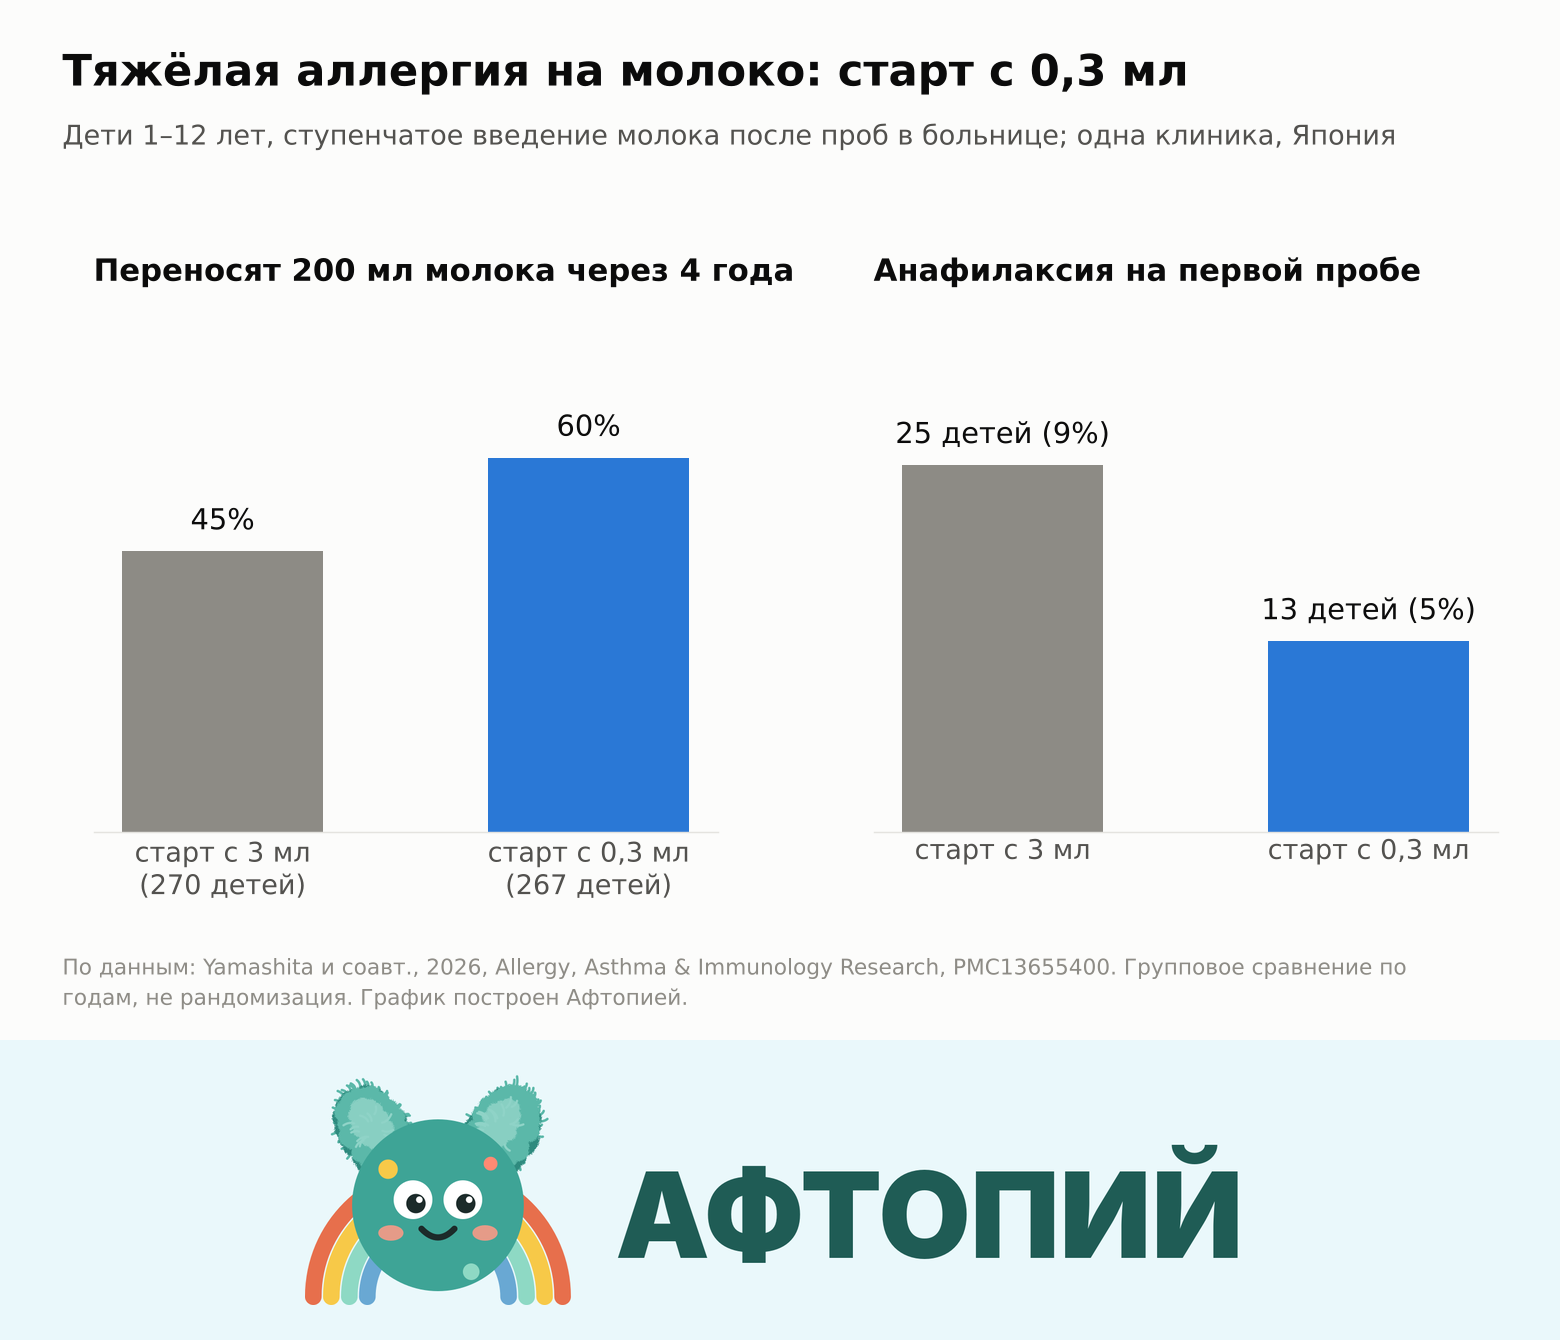 Тяжёлая аллергия на молоко: старт с 0,3 мл
Дети 1–12 лет, ступенчатое введение молока после проб в больнице; одна клиника, Япония
Переносят 200 мл молока через 4 года
45%
60%
старт с 3 мл
(270 детей)
старт с 0,3 мл
(267 детей)
Анафилаксия на первой пробе
25 детей (9%)
13 детей (5%)
старт с 3 мл
старт с 0,3 мл
По данным: Yamashita и соавт., 2026, Allergy, Asthma & Immunology Research, PMC13655400. Групповое сравнение по
годам, не рандомизация. График построен Афтопией.
АФТОПИЙ